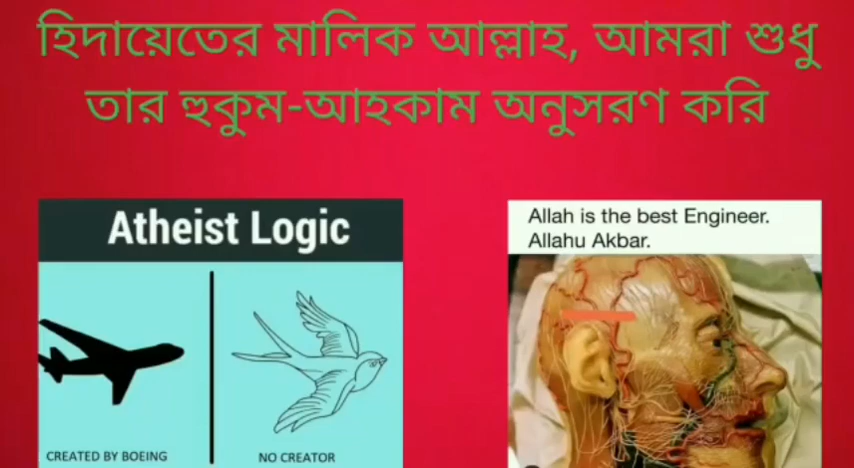 হিদায়েতের মালিক আল্লাহ, আমরা শুধু
তার হুকুম-আহকাম অনুসরণ করি
Atheist Logic
CREATED BY BOEING
NO CREATOR
Allah is the best Engineer.
Allahu Akbar.